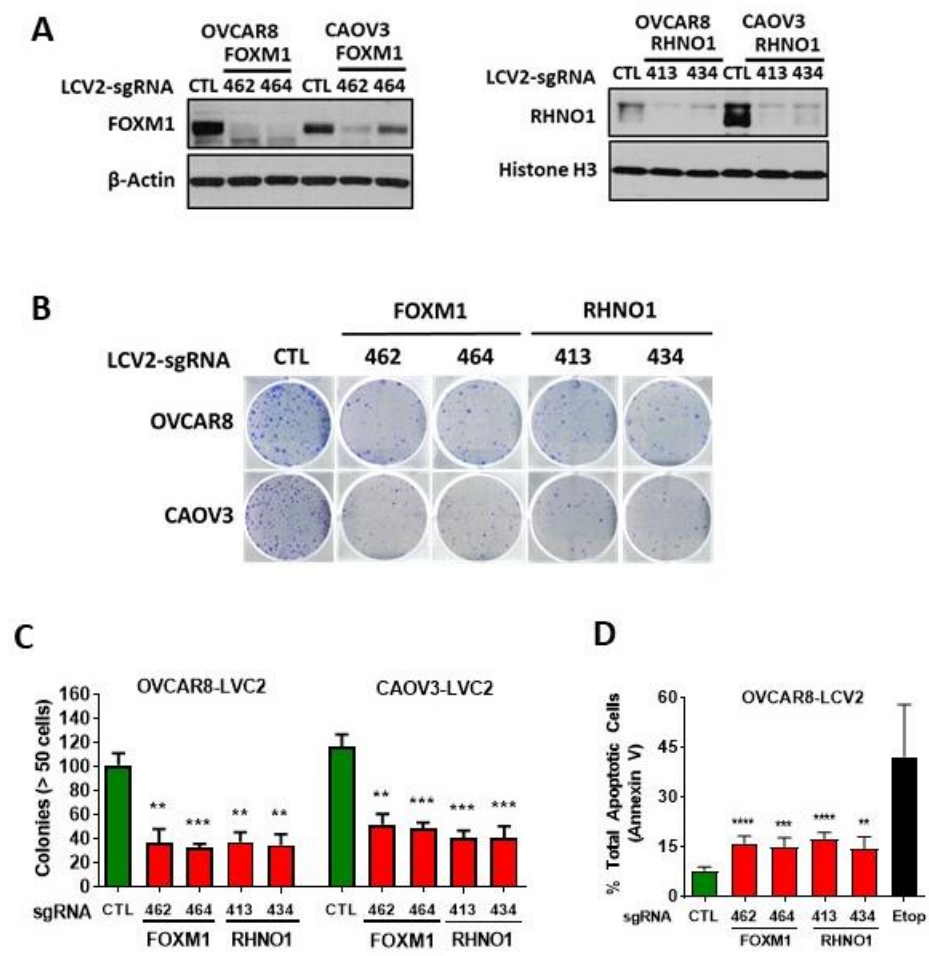 A
OVCAR8 CAOV3
FOXM1 FOXM1
LCV2-sgRNA CTL 462 464 CTL 462 464
FOXM1
β-Actin
OVCAR8 CAOV3
RHNO1 RHNO1
LCV2-sgRNA CTL 413 434 CTL 413 434
RHNO1
Histone H3
B
FOXM1 RHNO1
LCV2-sgRNA CTL 462 464 413 434
OVCAR8
CAOV3
C
OVCAR8-LVC2 CAOV3-LVC2
Colonies (> 50 cells)
160
140
120
100
80
60
40
20
0
** *** ** ** ** *** *** ***
sgRNA CTL 462 464 413 434 CTL 462 464 413 434
FOXM1 RHNO1 FOXM1 RHNO1
D
OVCAR8-LCV2
% Total Apoptotic Cells
(Annexin V)
60
45
30
15
0
**** *** **** **
sgRNA CTL 462 464 413 434 Etop
FOXM1 RHNO1